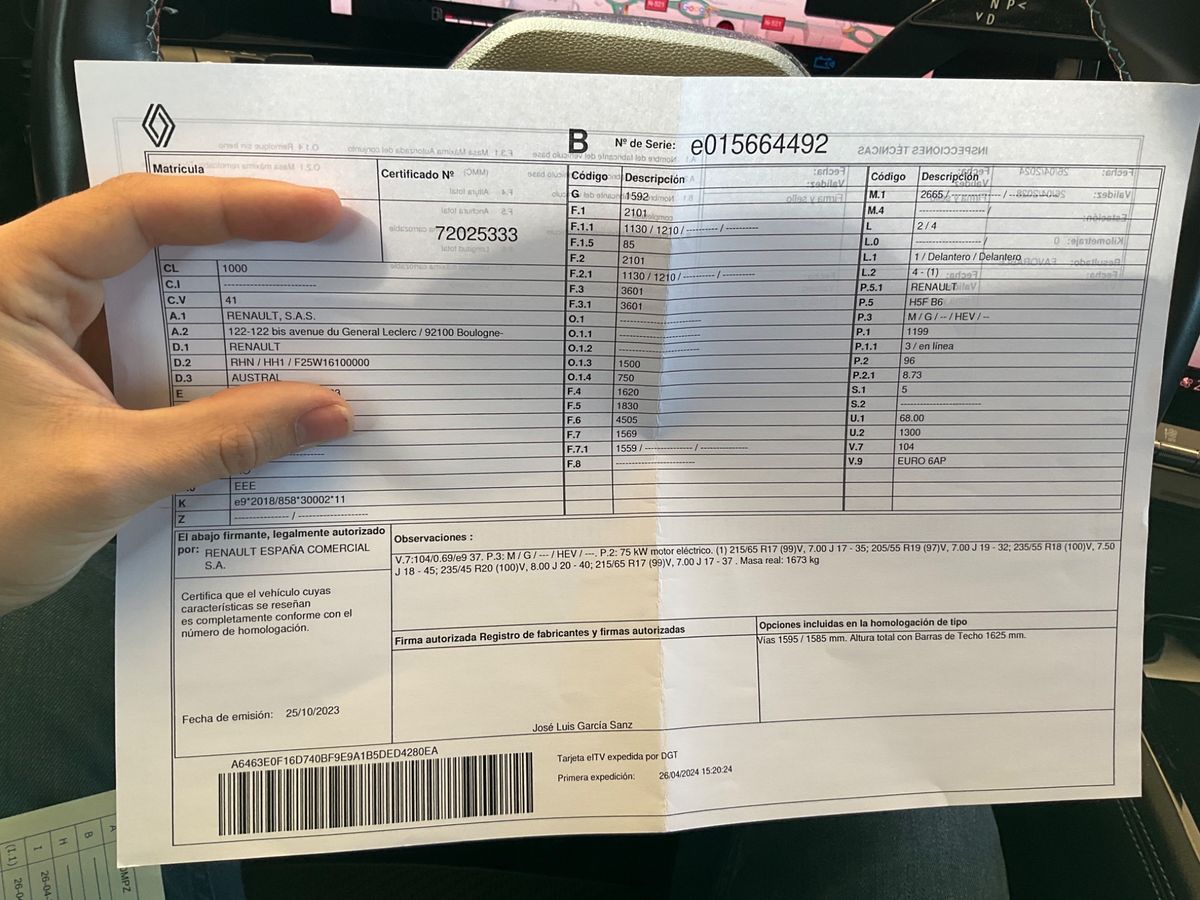 N P <
v D
N-521
N-521
B Nº de Serie: e015664492
Matricula
Certificado Nº
72025333
CL 1000
C.I -----------------------
C.V 41
A.1 RENAULT, S.A.S.
A.2 122-122 bis avenue du General Leclerc / 92100 Boulogne-
D.1 RENAULT
D.2 RHN / HH1 / F25W16100000
D.3 AUSTRAL
E
EEE
K e9*2018/858*30002*11
Z -------------- / ------------------
Código Descripción
G 1592
F.1 2101
F.1.1 1130 / 1210 / --------- / ---------
F.1.5 85
F.2 2101
F.2.1 1130 / 1210 / --------- / ---------
F.3 3601
F.3.1 3601
O.1 -----------------------
O.1.1 -----------------------
O.1.2 -----------------------
O.1.3 1500
O.1.4 750
F.4 1620
F.5 1830
F.6 4505
F.7 1569
F.7.1 1559 / ------------- / -------------
F.8 -----------------------
Código Descripción
M.1 2665 / ------------- / -------------
M.4 ------------------- /
L 2 / 4
L.0 ------------------- /
L.1 1 / Delantero / Delantero
L.2 4 - (1)
P.5.1 RENAULT
P.5 H5F B6
P.3 M / G / -- / HEV / --
P.1 1199
P.1.1 3 / en línea
P.2 96
P.2.1 8.73
S.1 5
S.2 -----------------------
U.1 68.00
U.2 1300
V.7 104
V.9 EURO 6AP
El abajo firmante, legalmente autorizado
por: RENAULT ESPAÑA COMERCIAL
S.A.
Certifica que el vehículo cuyas
características se reseñan
es completamente conforme con el
número de homologación.
Fecha de emisión: 25/10/2023
Observaciones :
V.7:104/0.69/e9 37. P.3: M / G / --- / HEV / ---. P.2: 75 kW motor eléctrico. (1) 215/65 R17 (99)V, 7.00 J 17 - 35; 205/55 R19 (97)V, 7.00 J 19 - 32; 235/55 R18 (100)V, 7.50
J 18 - 45; 235/45 R20 (100)V, 8.00 J 20 - 40; 215/65 R17 (99)V, 7.00 J 17 - 37 . Masa real: 1673 kg
Firma autorizada Registro de fabricantes y firmas autorizadas
José Luis García Sanz
Opciones incluidas en la homologación de tipo
Vías 1595 / 1585 mm. Altura total con Barras de Techo 1625 mm.
A6463E0F16D740BF9E9A1B5DED4280EA
Tarjeta eITV expedida por DGT
Primera expedición: 26/04/2024 15:20:24
A
B
H
I
(I.1)
26-04
MPZ